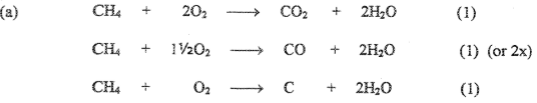 (a) CH₄ + 2O₂ ⟶ CO₂ + 2H₂O (1)
CH₄ + 1½O₂ ⟶ CO + 2H₂O (1) (or 2x)
CH₄ + O₂ ⟶ C + 2H₂O (1)